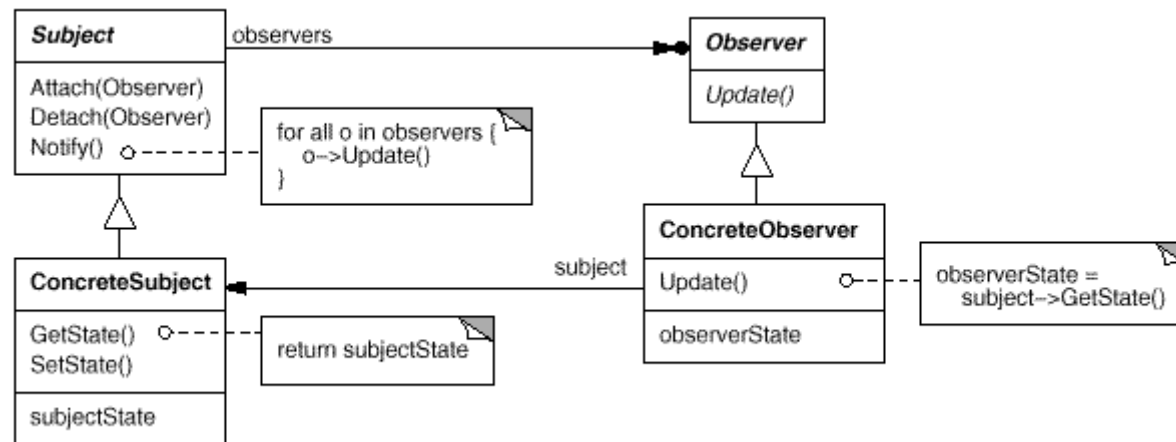 Subject
observers
Observer
Attach(Observer)
Detach(Observer)
Notify()
for all o in observers {
o->Update()
}
Update()
ConcreteObserver
Update()
observerState
observerState =
subject->GetState()
subject
ConcreteSubject
GetState()
SetState()
subjectState
return subjectState